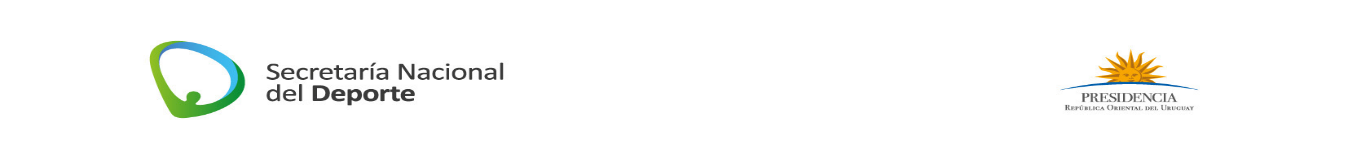 Secretaría Nacional
del Deporte
PRESIDENCIA
República Oriental del Uruguay